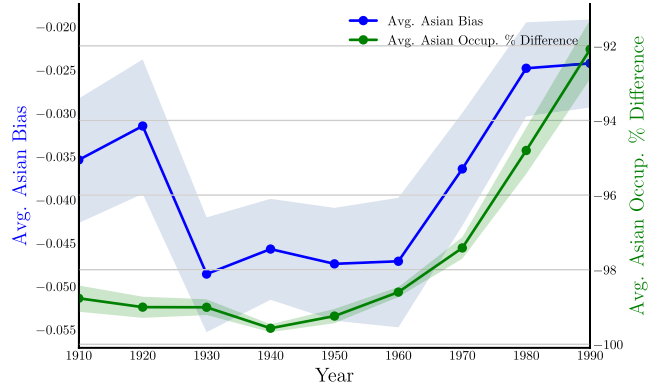 Avg. Asian Bias
Avg. Asian Occup. % Difference
−0.020
−0.025
−0.030
−0.035
−0.040
−0.045
−0.050
−0.055
Avg. Asian Bias
−92
−94
−96
−98
−100
Avg. Asian Occup. % Difference
1910 1920 1930 1940 1950 1960 1970 1980 1990
Year